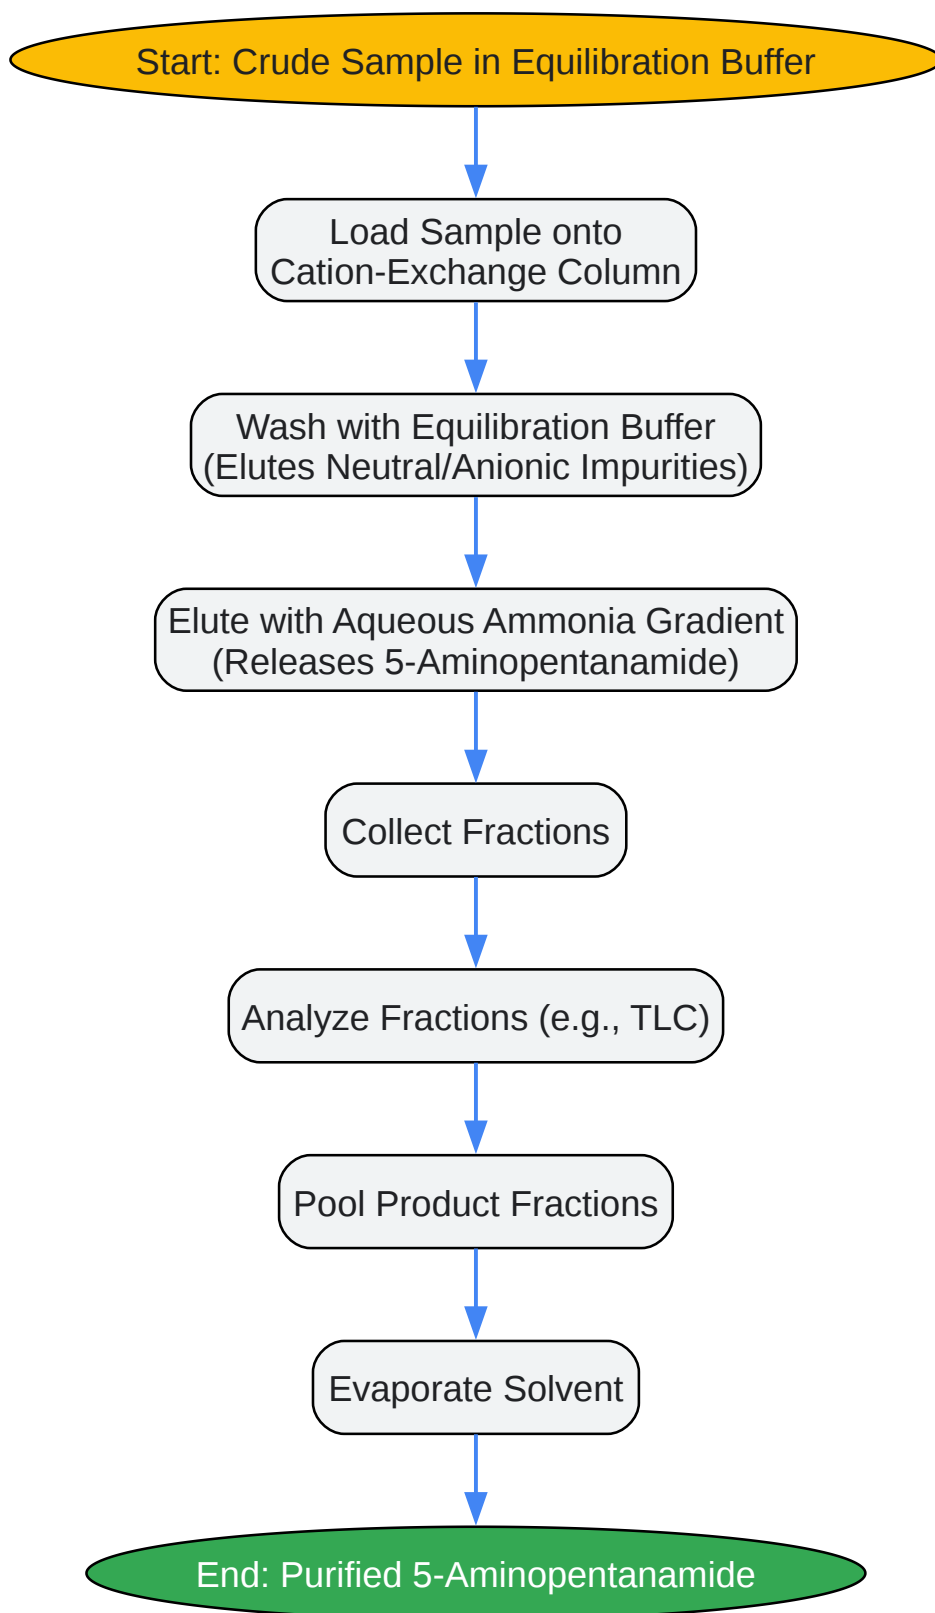 Start: Crude Sample in Equilibration Buffer
Load Sample onto
Cation-Exchange Column
Wash with Equilibration Buffer
(Elutes Neutral/Anionic Impurities)
Elute with Aqueous Ammonia Gradient
(Releases 5-Aminopentanamide)
Collect Fractions
Analyze Fractions (e.g., TLC)
Pool Product Fractions
Evaporate Solvent
End: Purified 5-Aminopentanamide